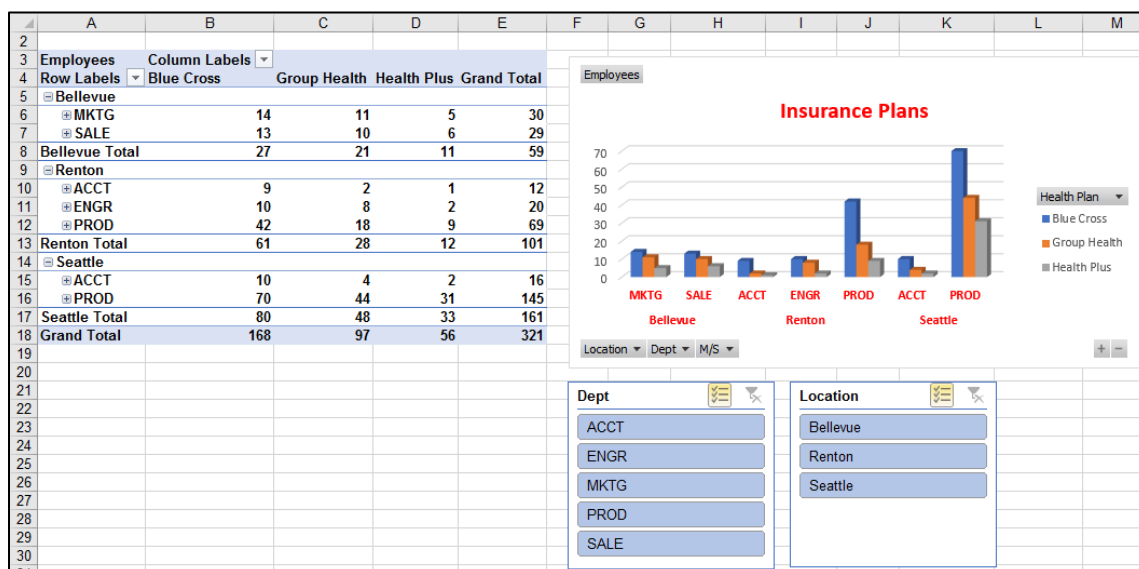 A B C D E F G H I J K L M
2
3 Employees Column Labels
4 Row Labels Blue Cross Group Health Health Plus Grand Total
5 Bellevue
6 MKTG 14 11 5 30
7 SALE 13 10 6 29
8 Bellevue Total 27 21 11 59
9 Renton
10 ACCT 9 2 1 12
11 ENGR 10 8 2 20
12 PROD 42 18 9 69
13 Renton Total 61 28 12 101
14 Seattle
15 ACCT 10 4 2 16
16 PROD 70 44 31 145
17 Seattle Total 80 48 33 161
18 Grand Total 168 97 56 321
19
20
21
22
23
24
25
26
27
28
29
30
Employees
Insurance Plans
70
60
50
40
30
20
10
0
MKTG SALE ACCT ENGR PROD ACCT PROD
Bellevue Renton Seattle
Health Plan
Blue Cross
Group Health
Health Plus
Location Dept M/S
+ −
Dept
ACCT
ENGR
MKTG
PROD
SALE
Location
Bellevue
Renton
Seattle